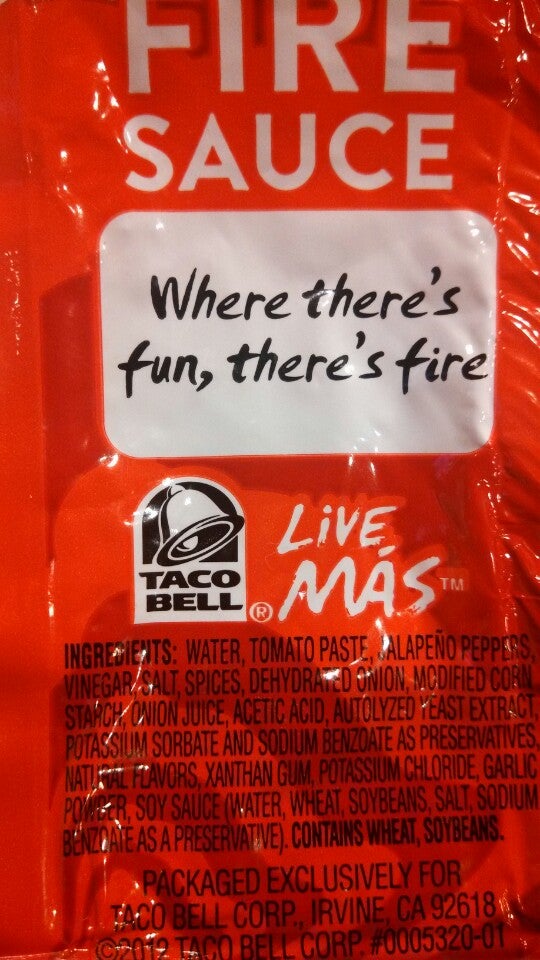 FIRE
SAUCE
Where there's
fun, there's fire
TACO
BELL ®
LiVE
MÁS™
INGREDIENTS: WATER, TOMATO PASTE, JALAPEÑO PEPPERS,
VINEGAR, SALT, SPICES, DEHYDRATED ONION, MODIFIED CORN
STARCH, ONION JUICE, ACETIC ACID, AUTOLYZED YEAST EXTRACT,
POTASSIUM SORBATE AND SODIUM BENZOATE AS PRESERVATIVES,
NATURAL FLAVORS, XANTHAN GUM, POTASSIUM CHLORIDE, GARLIC
POWDER, SOY SAUCE (WATER, WHEAT, SOYBEANS, SALT, SODIUM
BENZOATE AS A PRESERVATIVE). CONTAINS WHEAT, SOYBEANS.
PACKAGED EXCLUSIVELY FOR
TACO BELL CORP., IRVINE, CA 92618
©2012 TACO BELL CORP. #0005320-01